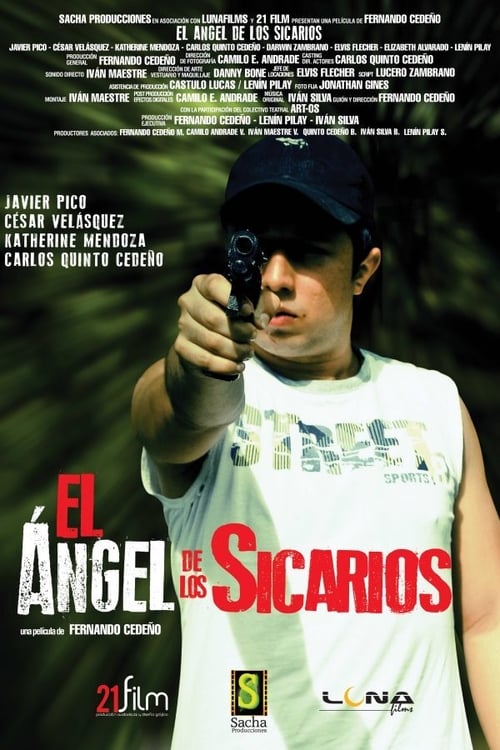 SACHA PRODUCCIONES EN ASOCIACIÓN CON LUNAFILMS Y 21 FILM PRESENTAN UNA PELÍCULA DE FERNANDO CEDEÑO
EL ANGEL DE LOS SICARIOS
JAVIER PICO - CÉSAR VELÁSQUEZ - KATHERINE MENDOZA - CARLOS QUINTO CEDEÑO - DARWIN ZAMBRANO - ELVIS FLECHER - ELIZABETH ALVARADO - LENÍN PILAY
PRODUCCIÓN GENERAL FERNANDO CEDEÑO DIRECCIÓN DE FOTOGRAFÍA CAMILO E. ANDRADE CASTING DIR. ACTORES CARLOS QUINTO CEDEÑO
SONIDO DIRECTO IVÁN MAESTRE DIRECCIÓN DE ARTE VESTUARIO Y MAQUILLAJE DANNY BONE JEFE DE LOCACIONES ELVIS FLECHER SCRIPT LUCERO ZAMBRANO
ASISTENCIA DE PRODUCCIÓN CASTULO LUCAS / LENÍN PILAY FOTO FIJA JONATHAN GINES
MONTAJE IVÁN MAESTRE POST PRODUCCIÓN EFECTOS DIGITALES CAMILO E. ANDRADE MÚSICA ORIGINAL IVÁN SILVA GUIÓN Y DIRECCIÓN FERNANDO CEDEÑO
CON LA PARTICIPACIÓN DEL COLECTIVO TEATRAL ART-OS
PRODUCCIÓN EJECUTIVA FERNANDO CEDEÑO - LENÍN PILAY - IVÁN SILVA
PRODUCTORES ASOCIADOS: FERNANDO CEDEÑO M. CAMILO ANDRADE V. IVÁN MAESTRE V. QUINTO CEDEÑO B. IVÁN SILVA R. LENÍN PILAY S.
JAVIER PICO
CÉSAR VELÁSQUEZ
KATHERINE MENDOZA
CARLOS QUINTO CEDEÑO
STREET
SPORTS
EL
ÁNGEL DE LOS SICARIOS
una película de FERNANDO CEDEÑO
21film
producción audiovisual y diseño gráfico
S
Sacha
Producciones
LUNA
films